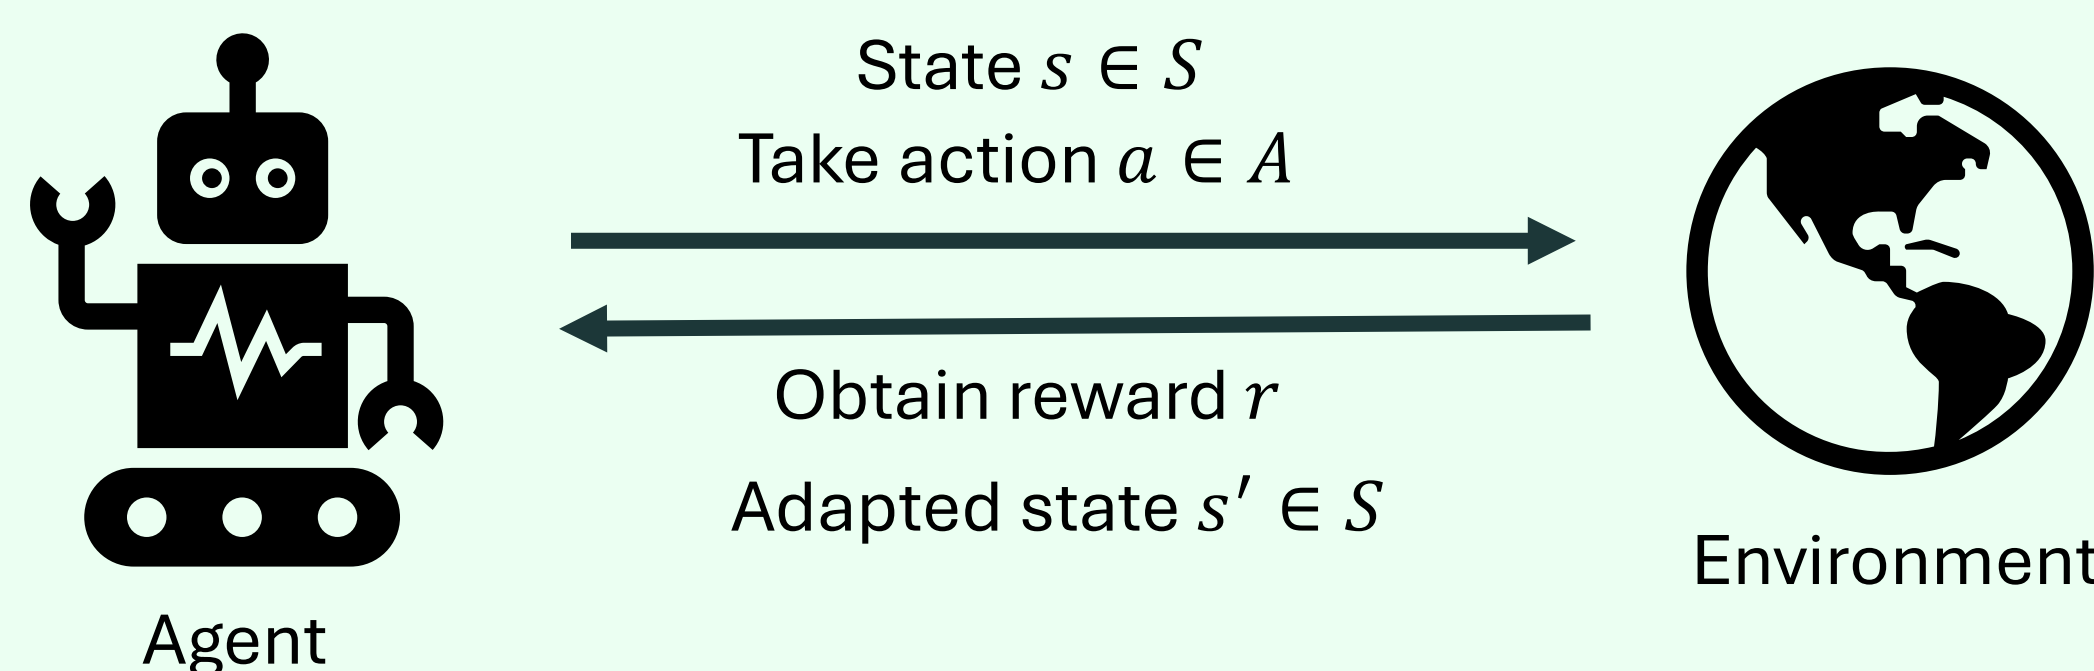 State 𝑠 ∈ 𝑆
Take action 𝑎 ∈ 𝐴
Obtain reward 𝑟
Adapted state 𝑠′ ∈ 𝑆
Environment
Agent